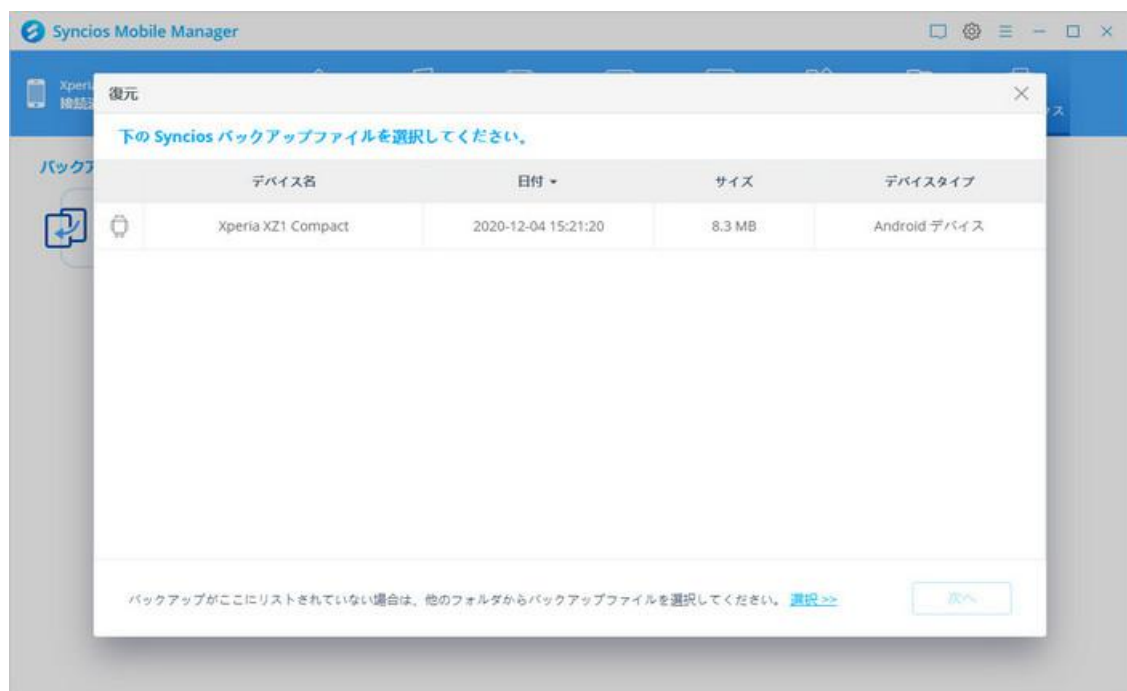 Syncios Mobile Manager
復元
下の Syncios バックアップファイルを選択してください。
デバイス名 日付 サイズ デバイスタイプ
Xperia XZ1 Compact 2020-12-04 15:21:20 8.3 MB Android デバイス
バックアップがここにリストされていない場合は、他のフォルダからバックアップファイルを選択してください。 選択 >>
次へ